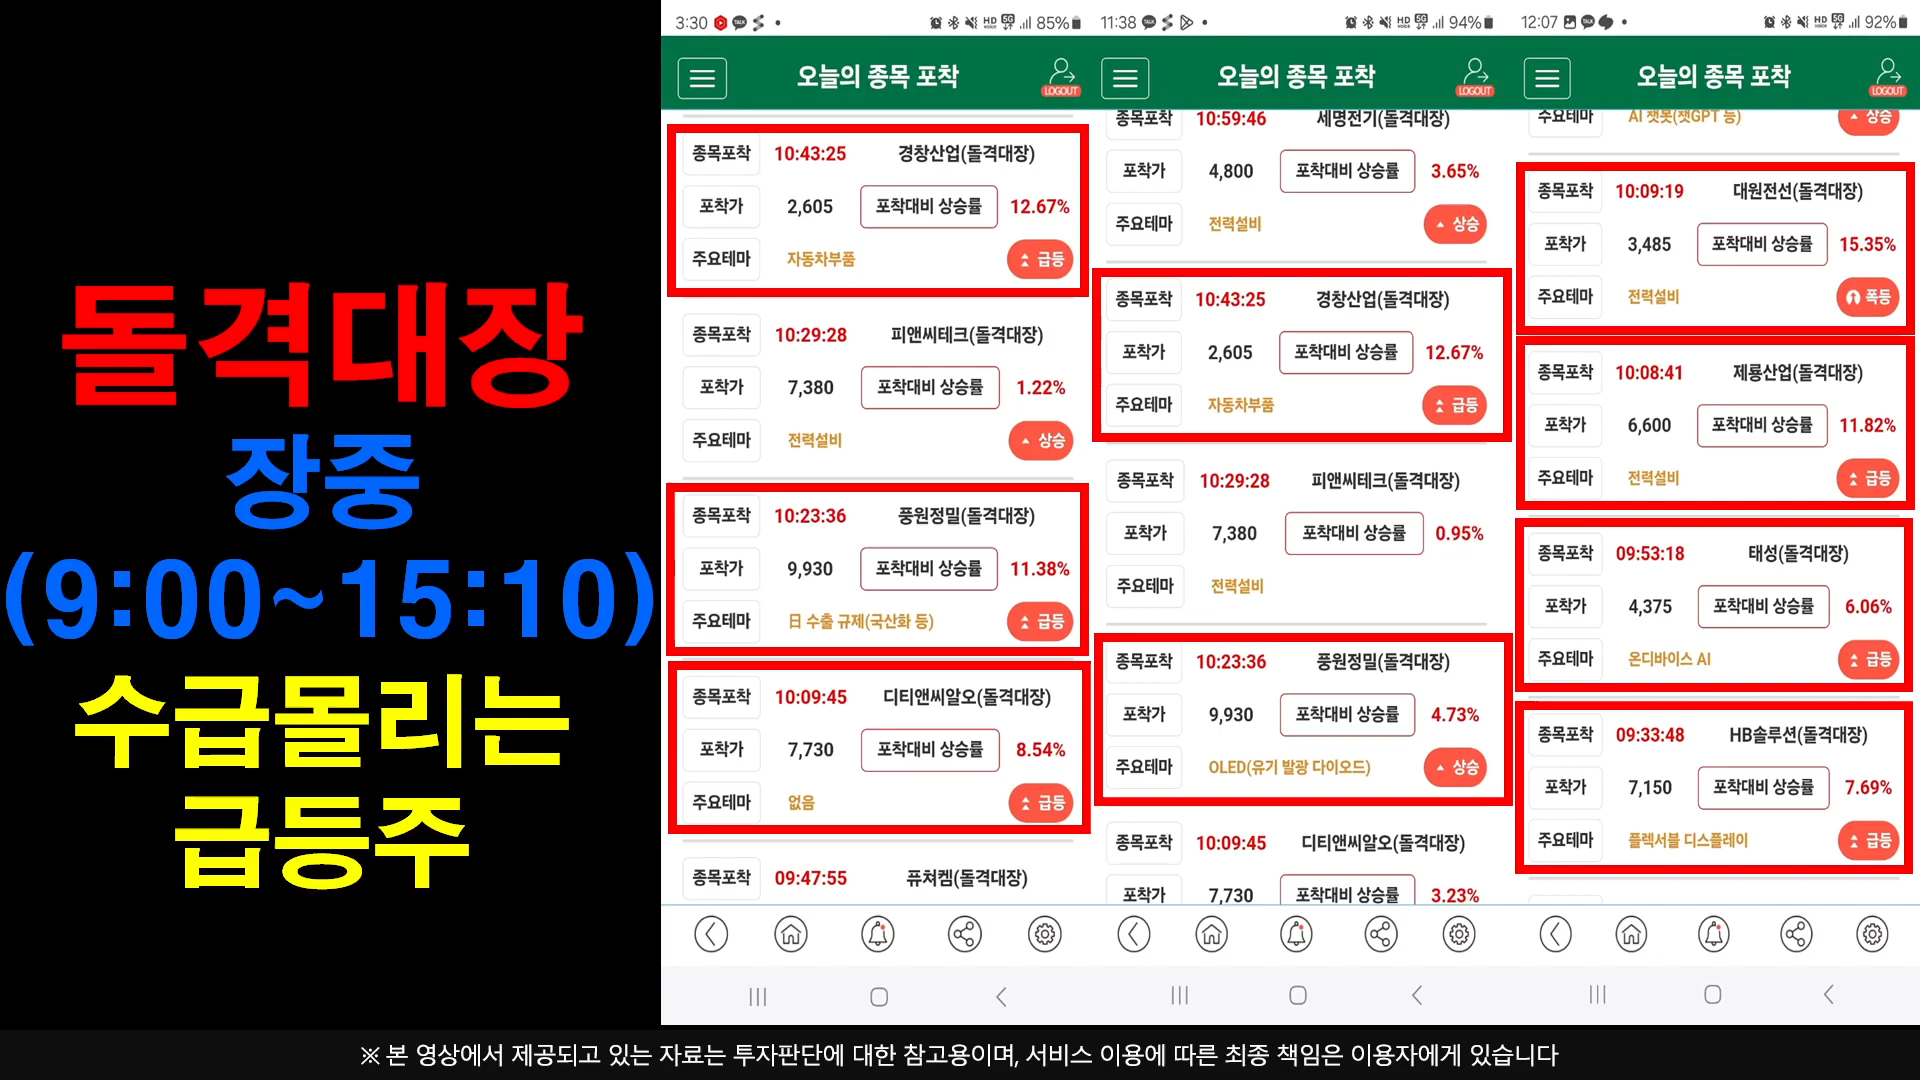 돌격대장
장중
(9:00~15:10)
수급몰리는
급등주
3:30
85%
오늘의 종목 포착
LOGOUT
종목포착 10:43:25 경창산업(돌격대장)
포착가 2,605 포착대비 상승률 12.67%
주요테마 자동차부품 급등
종목포착 10:29:28 피앤씨테크(돌격대장)
포착가 7,380 포착대비 상승률 1.22%
주요테마 전력설비 상승
종목포착 10:23:36 풍원정밀(돌격대장)
포착가 9,930 포착대비 상승률 11.38%
주요테마 日 수출 규제(국산화 등) 급등
종목포착 10:09:45 디티앤씨알오(돌격대장)
포착가 7,730 포착대비 상승률 8.54%
주요테마 없음 급등
종목포착 09:47:55 퓨쳐켐(돌격대장)
11:38
94%
오늘의 종목 포착
LOGOUT
종목포착 10:59:46 세명전기(돌격대장)
포착가 4,800 포착대비 상승률 3.65%
주요테마 전력설비 상승
종목포착 10:43:25 경창산업(돌격대장)
포착가 2,605 포착대비 상승률 12.67%
주요테마 자동차부품 급등
종목포착 10:29:28 피앤씨테크(돌격대장)
포착가 7,380 포착대비 상승률 0.95%
주요테마 전력설비
종목포착 10:23:36 풍원정밀(돌격대장)
포착가 9,930 포착대비 상승률 4.73%
주요테마 OLED(유기 발광 다이오드) 상승
종목포착 10:09:45 디티앤씨알오(돌격대장)
포착가 7,730 포착대비 상승률 3.23%
12:07
92%
오늘의 종목 포착
LOGOUT
주요테마 AI 챗봇(챗GPT 등) 상승
종목포착 10:09:19 대원전선(돌격대장)
포착가 3,485 포착대비 상승률 15.35%
주요테마 전력설비 폭등
종목포착 10:08:41 제룡산업(돌격대장)
포착가 6,600 포착대비 상승률 11.82%
주요테마 전력설비 급등
종목포착 09:53:18 태성(돌격대장)
포착가 4,375 포착대비 상승률 6.06%
주요테마 온디바이스 AI 급등
종목포착 09:33:48 HB솔루션(돌격대장)
포착가 7,150 포착대비 상승률 7.69%
주요테마 플렉서블 디스플레이 급등
※ 본 영상에서 제공되고 있는 자료는 투자판단에 대한 참고용이며, 서비스 이용에 따른 최종 책임은 이용자에게 있습니다